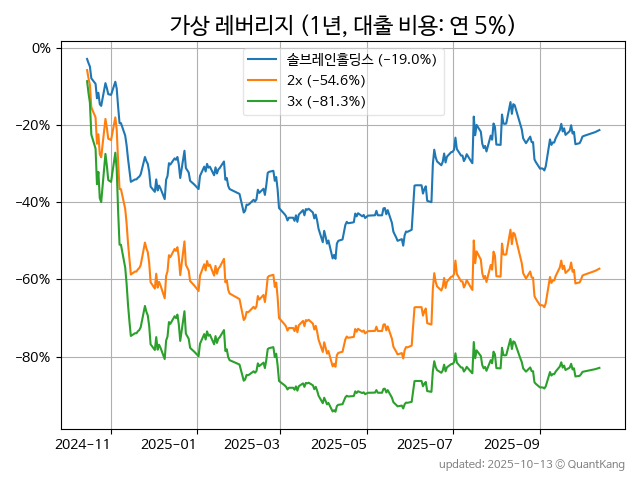 가상 레버리지 (1년, 대출 비용: 연 5%)
솔브레인홀딩스 (−19.0%)
2x (−54.6%)
3x (−81.3%)
0%
−20%
−40%
−60%
−80%
2024-11
2025-01
2025-03
2025-05
2025-07
2025-09
updated: 2025-10-13 © QuantKang